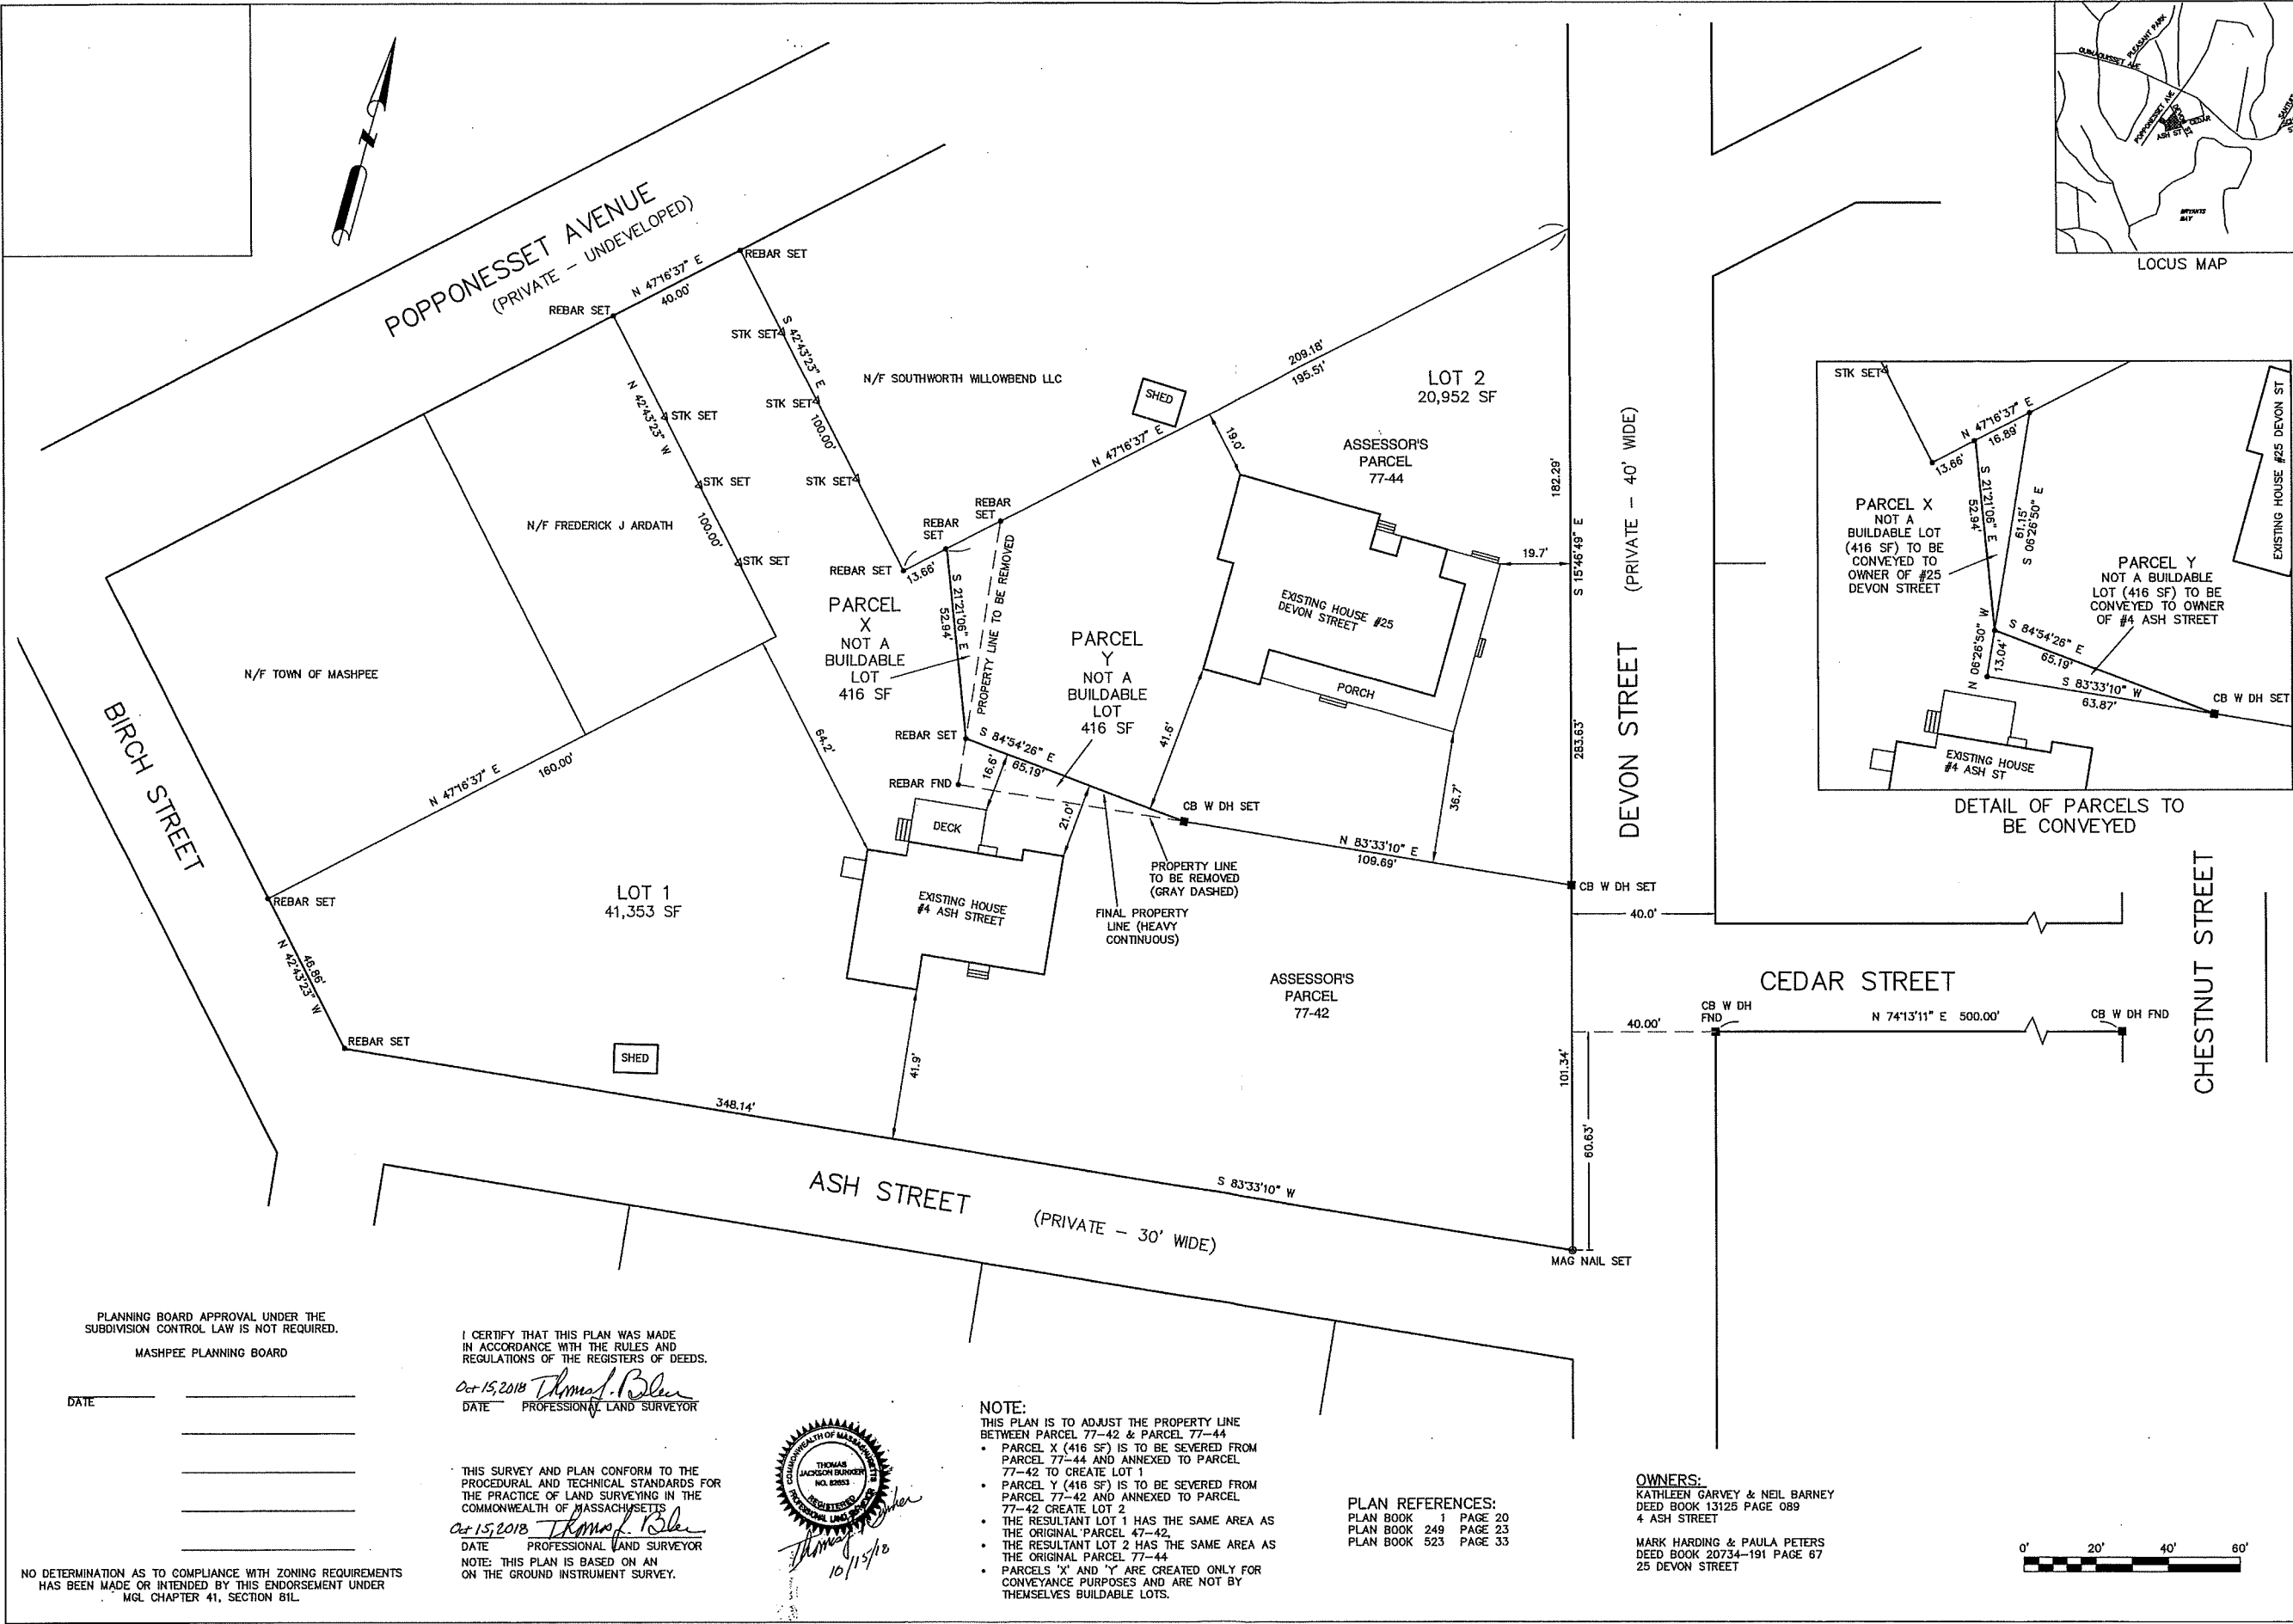 POPPONESSET AVENUE
(PRIVATE - UNDEVELOPED)
N
REBAR SET
N 47°16'37" E
40.00'
REBAR SET
STK SET
S 42°43'23" E
100.00'
STK SET
STK SET
N 42°43'23" W
100.00'
STK SET
STK SET
STK SET
N/F SOUTHWORTH WILLOWBEND LLC
N/F FREDERICK J ARDATH
N/F TOWN OF MASHPEE
BIRCH STREET
N 47°16'37" E
160.00'
REBAR SET
46.86'
N 42°43'23" W
REBAR SET
209.18'
195.51'
N 47°16'37" E
SHED
LOT 2
20,952 SF
ASSESSOR'S
PARCEL
77-44
19.0'
19.7'
EXISTING HOUSE #25
DEVON STREET
PORCH
REBAR
SET
REBAR
SET
REBAR SET
13.66'
S 21°21'06" E
52.94'
PROPERTY LINE TO BE REMOVED
PARCEL
X
NOT A
BUILDABLE
LOT
416 SF
PARCEL
Y
NOT A
BUILDABLE
LOT
416 SF
REBAR SET
S 84°54'26" E
65.19'
REBAR FND
16.6'
21.0'
41.6'
36.7'
64.2'
DECK
CB W DH SET
N 83°33'10" E
109.69'
CB W DH SET
PROPERTY LINE
TO BE REMOVED
(GRAY DASHED)
FINAL PROPERTY
LINE (HEAVY
CONTINUOUS)
LOT 1
41,353 SF
EXISTING HOUSE
#4 ASH STREET
41.9'
SHED
348.14'
S 83°33'10" W
ASSESSOR'S
PARCEL
77-42
ASH STREET
(PRIVATE - 30' WIDE)
182.29'
S 15°46'49" E
283.63'
101.34'
60.63'
MAG NAIL SET
DEVON STREET
(PRIVATE - 40' WIDE)
40.0'
40.00'
CEDAR STREET
CB W DH
FND
N 74°13'11" E 500.00'
CB W DH FND
CHESTNUT STREET
QUINAQUISSET AVE
PLEASANT PARK
POPPONESSET AVE
DEVON ST
CEDAR
ASH ST
BRYANTS
BAY
LOCUS MAP
STK SET
N 47°16'37" E
16.89'
13.66'
S 21°21'06" E
52.94'
61.15'
S 06°26'50" E
EXISTING HOUSE #25 DEVON ST
PARCEL X
NOT A
BUILDABLE LOT
(416 SF) TO BE
CONVEYED TO
OWNER OF #25
DEVON STREET
PARCEL Y
NOT A BUILDABLE
LOT (416 SF) TO BE
CONVEYED TO OWNER
OF #4 ASH STREET
N 06°26'50" W
13.04'
S 84°54'26" E
65.19'
S 83°33'10" W
63.87'
CB W DH SET
EXISTING HOUSE
#4 ASH ST
DETAIL OF PARCELS TO
BE CONVEYED
PLANNING BOARD APPROVAL UNDER THE
SUBDIVISION CONTROL LAW IS NOT REQUIRED.
MASHPEE PLANNING BOARD
DATE
NO DETERMINATION AS TO COMPLIANCE WITH ZONING REQUIREMENTS
HAS BEEN MADE OR INTENDED BY THIS ENDORSEMENT UNDER
MGL CHAPTER 41, SECTION 81L.
I CERTIFY THAT THIS PLAN WAS MADE
IN ACCORDANCE WITH THE RULES AND
REGULATIONS OF THE REGISTERS OF DEEDS.
Oct 15, 2018
DATE PROFESSIONAL LAND SURVEYOR
THIS SURVEY AND PLAN CONFORM TO THE
PROCEDURAL AND TECHNICAL STANDARDS FOR
THE PRACTICE OF LAND SURVEYING IN THE
COMMONWEALTH OF MASSACHUSETTS
Oct 15, 2018
DATE PROFESSIONAL LAND SURVEYOR
NOTE: THIS PLAN IS BASED ON AN
ON THE GROUND INSTRUMENT SURVEY.
COMMONWEALTH OF MASSACHUSETTS
THOMAS
JACKSON BUNKER
REGISTERED
PROFESSIONAL LAND SURVEYOR
10/15/18
NOTE:
THIS PLAN IS TO ADJUST THE PROPERTY LINE
BETWEEN PARCEL 77-42 & PARCEL 77-44
• PARCEL X (416 SF) IS TO BE SEVERED FROM
PARCEL 77-44 AND ANNEXED TO PARCEL
77-42 TO CREATE LOT 1
• PARCEL Y (416 SF) IS TO BE SEVERED FROM
PARCEL 77-42 AND ANNEXED TO PARCEL
77-42 CREATE LOT 2
• THE RESULTANT LOT 1 HAS THE SAME AREA AS
THE ORIGINAL PARCEL 47-42,
• THE RESULTANT LOT 2 HAS THE SAME AREA AS
THE ORIGINAL PARCEL 77-44
• PARCELS 'X' AND 'Y' ARE CREATED ONLY FOR
CONVEYANCE PURPOSES AND ARE NOT BY
THEMSELVES BUILDABLE LOTS.
PLAN REFERENCES:
PLAN BOOK 1 PAGE 20
PLAN BOOK 249 PAGE 23
PLAN BOOK 523 PAGE 33
OWNERS:
KATHLEEN GARVEY & NEIL BARNEY
DEED BOOK 13125 PAGE 089
4 ASH STREET
MARK HARDING & PAULA PETERS
DEED BOOK 20734-191 PAGE 67
25 DEVON STREET
0' 20' 40' 60'